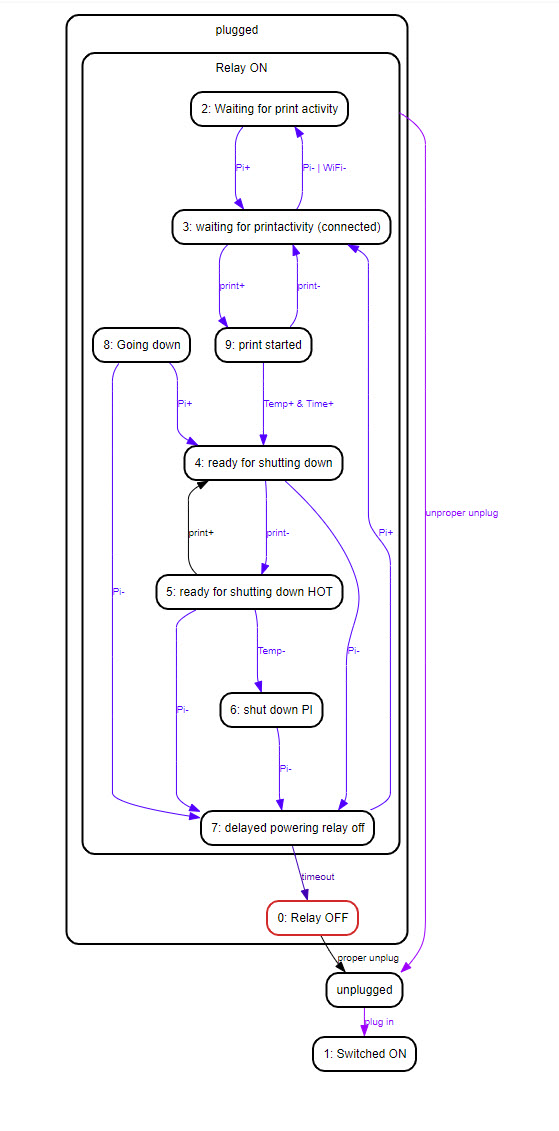 plugged
Relay ON
2: Waiting for print activity
Pi+
Pi- | WiFi-
3: waiting for printactivity (connected)
print+
print-
8: Going down
9: print started
Pi+
Temp+ & Time+
4: ready for shutting down
unproper unplug
print+
print-
Pi+
5: ready for shutting down HOT
Pi-
Temp-
Pi-
Pi-
6: shut down PI
Pi-
7: delayed powering relay off
timeout
0: Relay OFF
proper unplug
unplugged
plug in
1: Switched ON